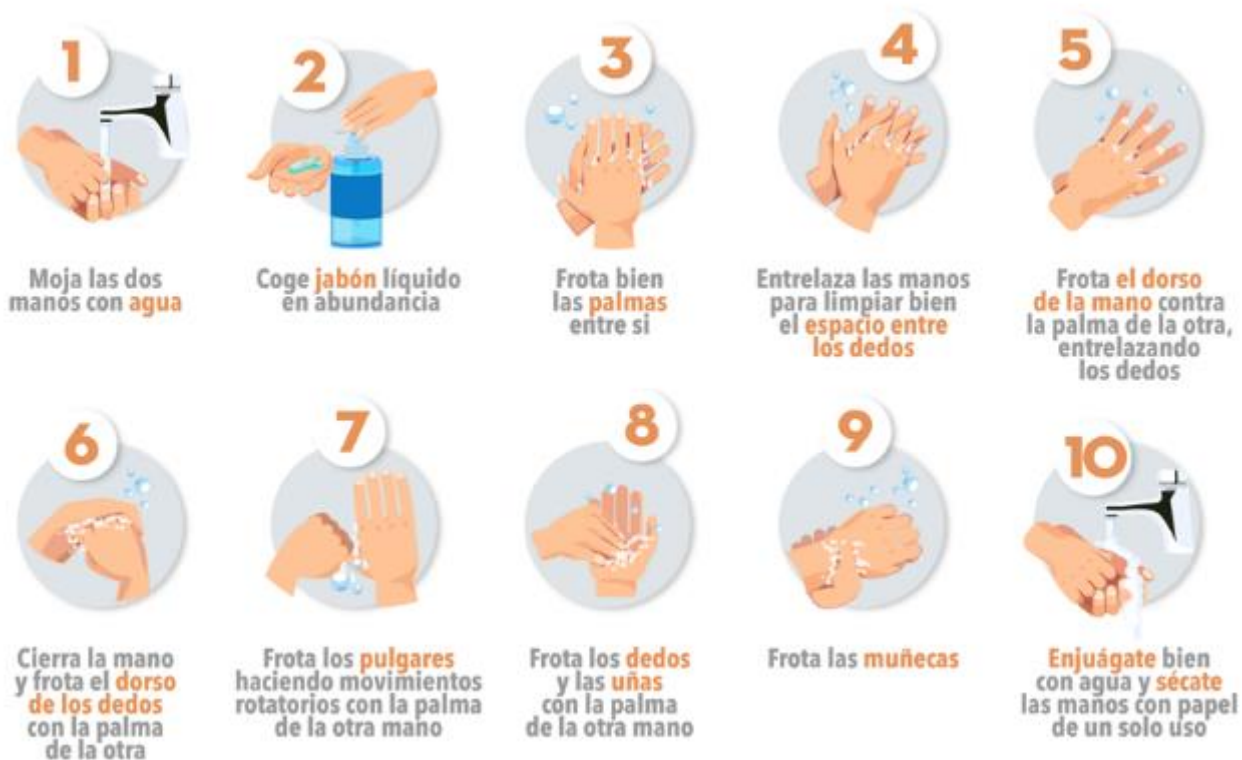 1
Moja las dos
manos con agua
2
Coge jabón líquido
en abundancia
3
Frota bien
las palmas
entre si
4
Entrelaza las manos
para limpiar bien
el espacio entre
los dedos
5
Frota el dorso
de la mano contra
la palma de la otra,
entrelazando
los dedos
6
Cierra la mano
y frota el dorso
de los dedos
con la palma
de la otra
7
Frota los pulgares
haciendo movimientos
rotatorios con la palma
de la otra mano
8
Frota los dedos
y las uñas
con la palma
de la otra mano
9
Frota las muñecas
10
Enjuágate bien
con agua y sécate
las manos con papel
de un solo uso